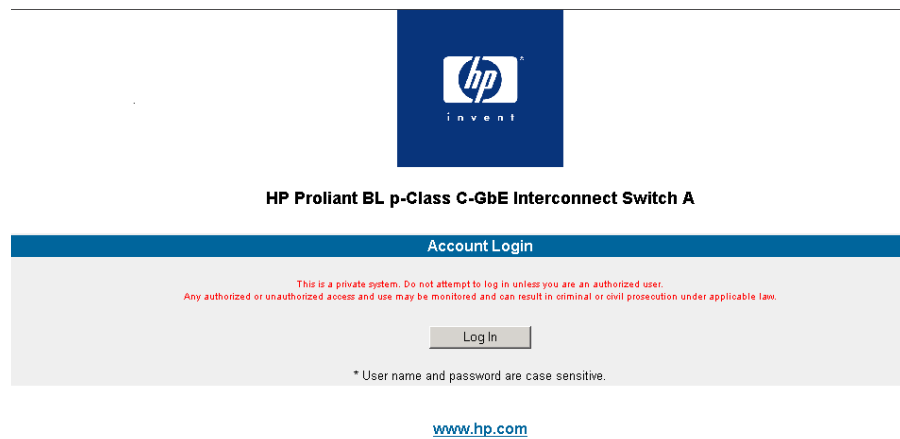 hp
invent
HP Proliant BL p-Class C-GbE Interconnect Switch A
Account Login
This is a private system. Do not attempt to log in unless you are an authorized user.
Any authorized or unauthorized access and use may be monitored and can result in criminal or civil prosecution under applicable law.
Log In
* User name and password are case sensitive.
www.hp.com